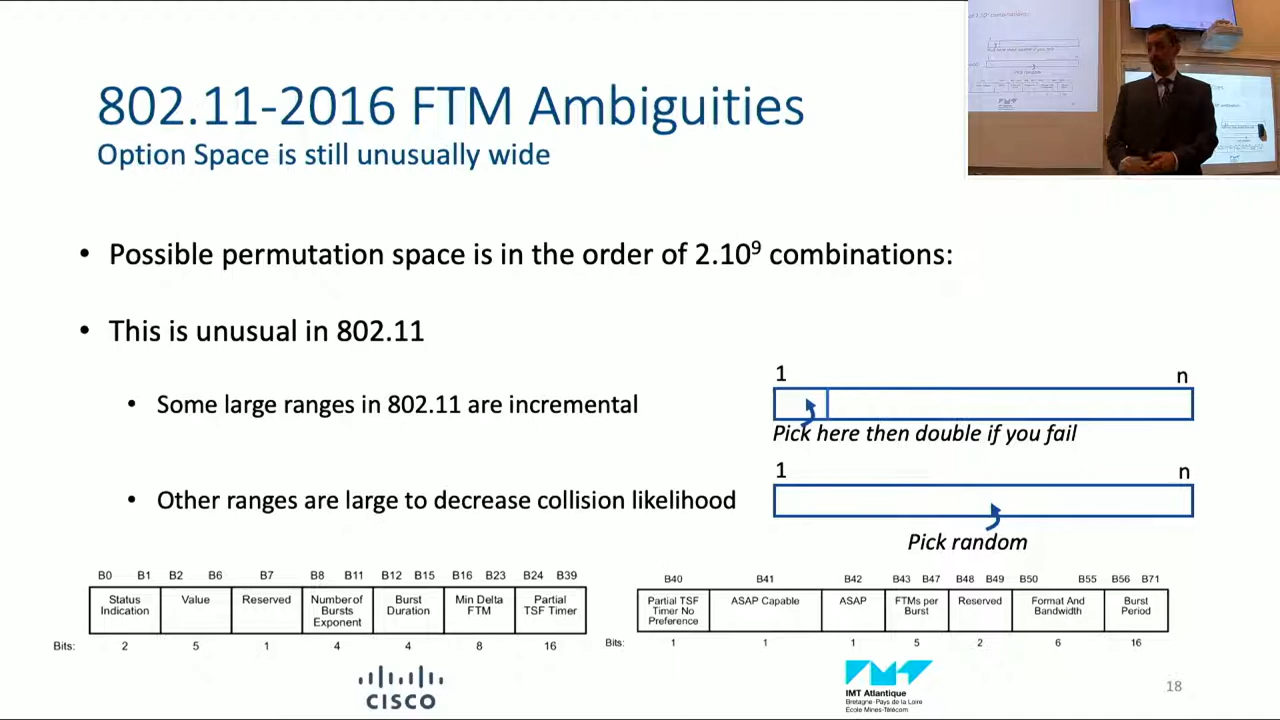 802.11-2016 FTM Ambiguities
Option Space is still unusually wide
• Possible permutation space is in the order of 2.10⁹ combinations:
• This is unusual in 802.11
• Some large ranges in 802.11 are incremental
1 n
Pick here then double if you fail
• Other ranges are large to decrease collision likelihood
1 n
Pick random
B0 B1 B2 B6 B7 B8 B11 B12 B15 B16 B23 B24 B39
Status Indication Value Reserved Number of Bursts Exponent Burst Duration Min Delta FTM Partial TSF Timer
Bits: 2 5 1 4 4 8 16
B40 B41 B42 B43 B47 B48 B49 B50 B55 B56 B71
Partial TSF Timer No Preference ASAP Capable ASAP FTMs per Burst Reserved Format And Bandwidth Burst Period
Bits: 1 1 1 5 2 6 16
CISCO
IMT Atlantique
Bretagne-Pays de la Loire
École Mines-Télécom
18